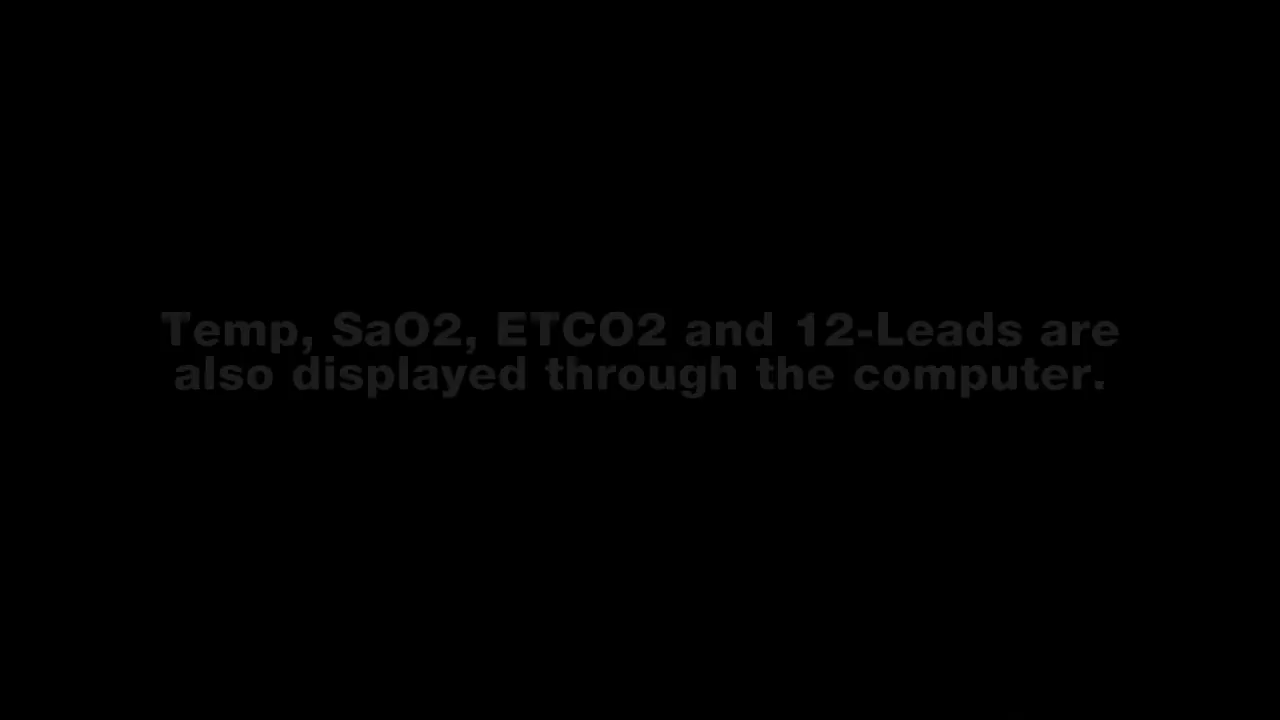 Temp, SaO2, ETCO2 and 12-Leads are
also displayed through the computer.